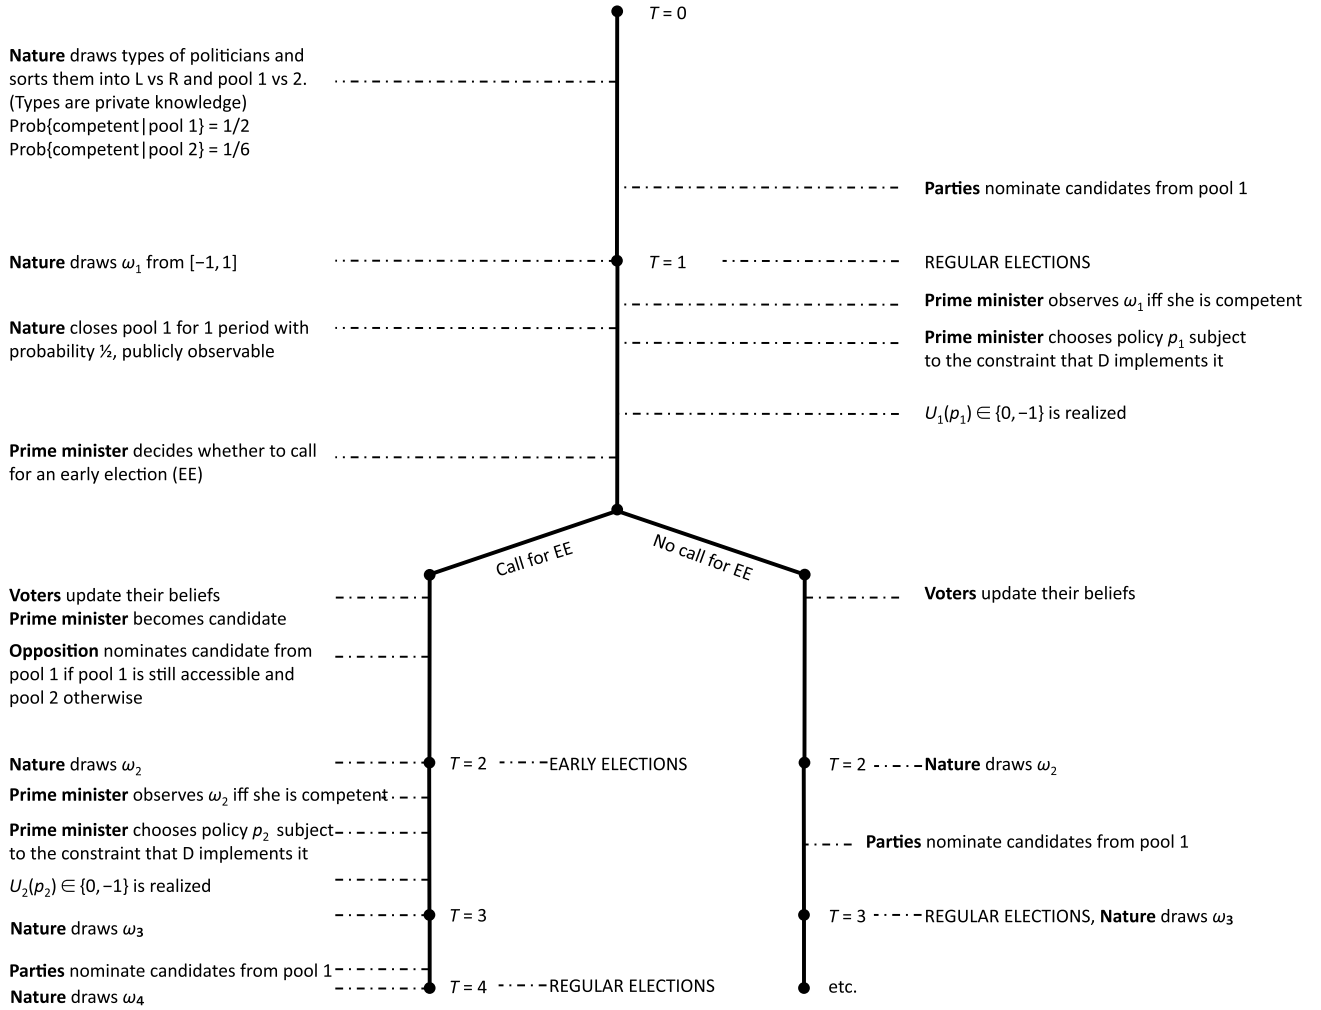 T = 0
Nature draws types of politicians and
sorts them into L vs R and pool 1 vs 2.
(Types are private knowledge)
Prob{competent|pool 1} = 1/2
Prob{competent|pool 2} = 1/6
Parties nominate candidates from pool 1
Nature draws ω1 from [−1, 1]
T = 1
REGULAR ELECTIONS
Prime minister observes ω1 iff she is competent
Nature closes pool 1 for 1 period with
probability ½, publicly observable
Prime minister chooses policy p1 subject
to the constraint that D implements it
U1(p1) ∈ {0, −1} is realized
Prime minister decides whether to call
for an early election (EE)
Call for EE
No call for EE
Voters update their beliefs
Prime minister becomes candidate
Opposition nominates candidate from
pool 1 if pool 1 is still accessible and
pool 2 otherwise
Nature draws ω2
T = 2
EARLY ELECTIONS
Prime minister observes ω2 iff she is competent
Prime minister chooses policy p2 subject
to the constraint that D implements it
U2(p2) ∈ {0, −1} is realized
T = 3
Nature draws ω3
Parties nominate candidates from pool 1
Nature draws ω4
T = 4
REGULAR ELECTIONS
Voters update their beliefs
T = 2
Nature draws ω2
Parties nominate candidates from pool 1
T = 3
REGULAR ELECTIONS, Nature draws ω3
etc.